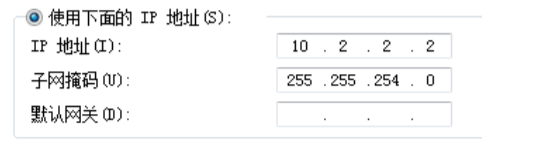 使用下面的 IP 地址(S):
IP 地址(I): 10 . 2 . 2 . 2
子网掩码(U): 255 .255 .254 . 0
默认网关(D): . . .